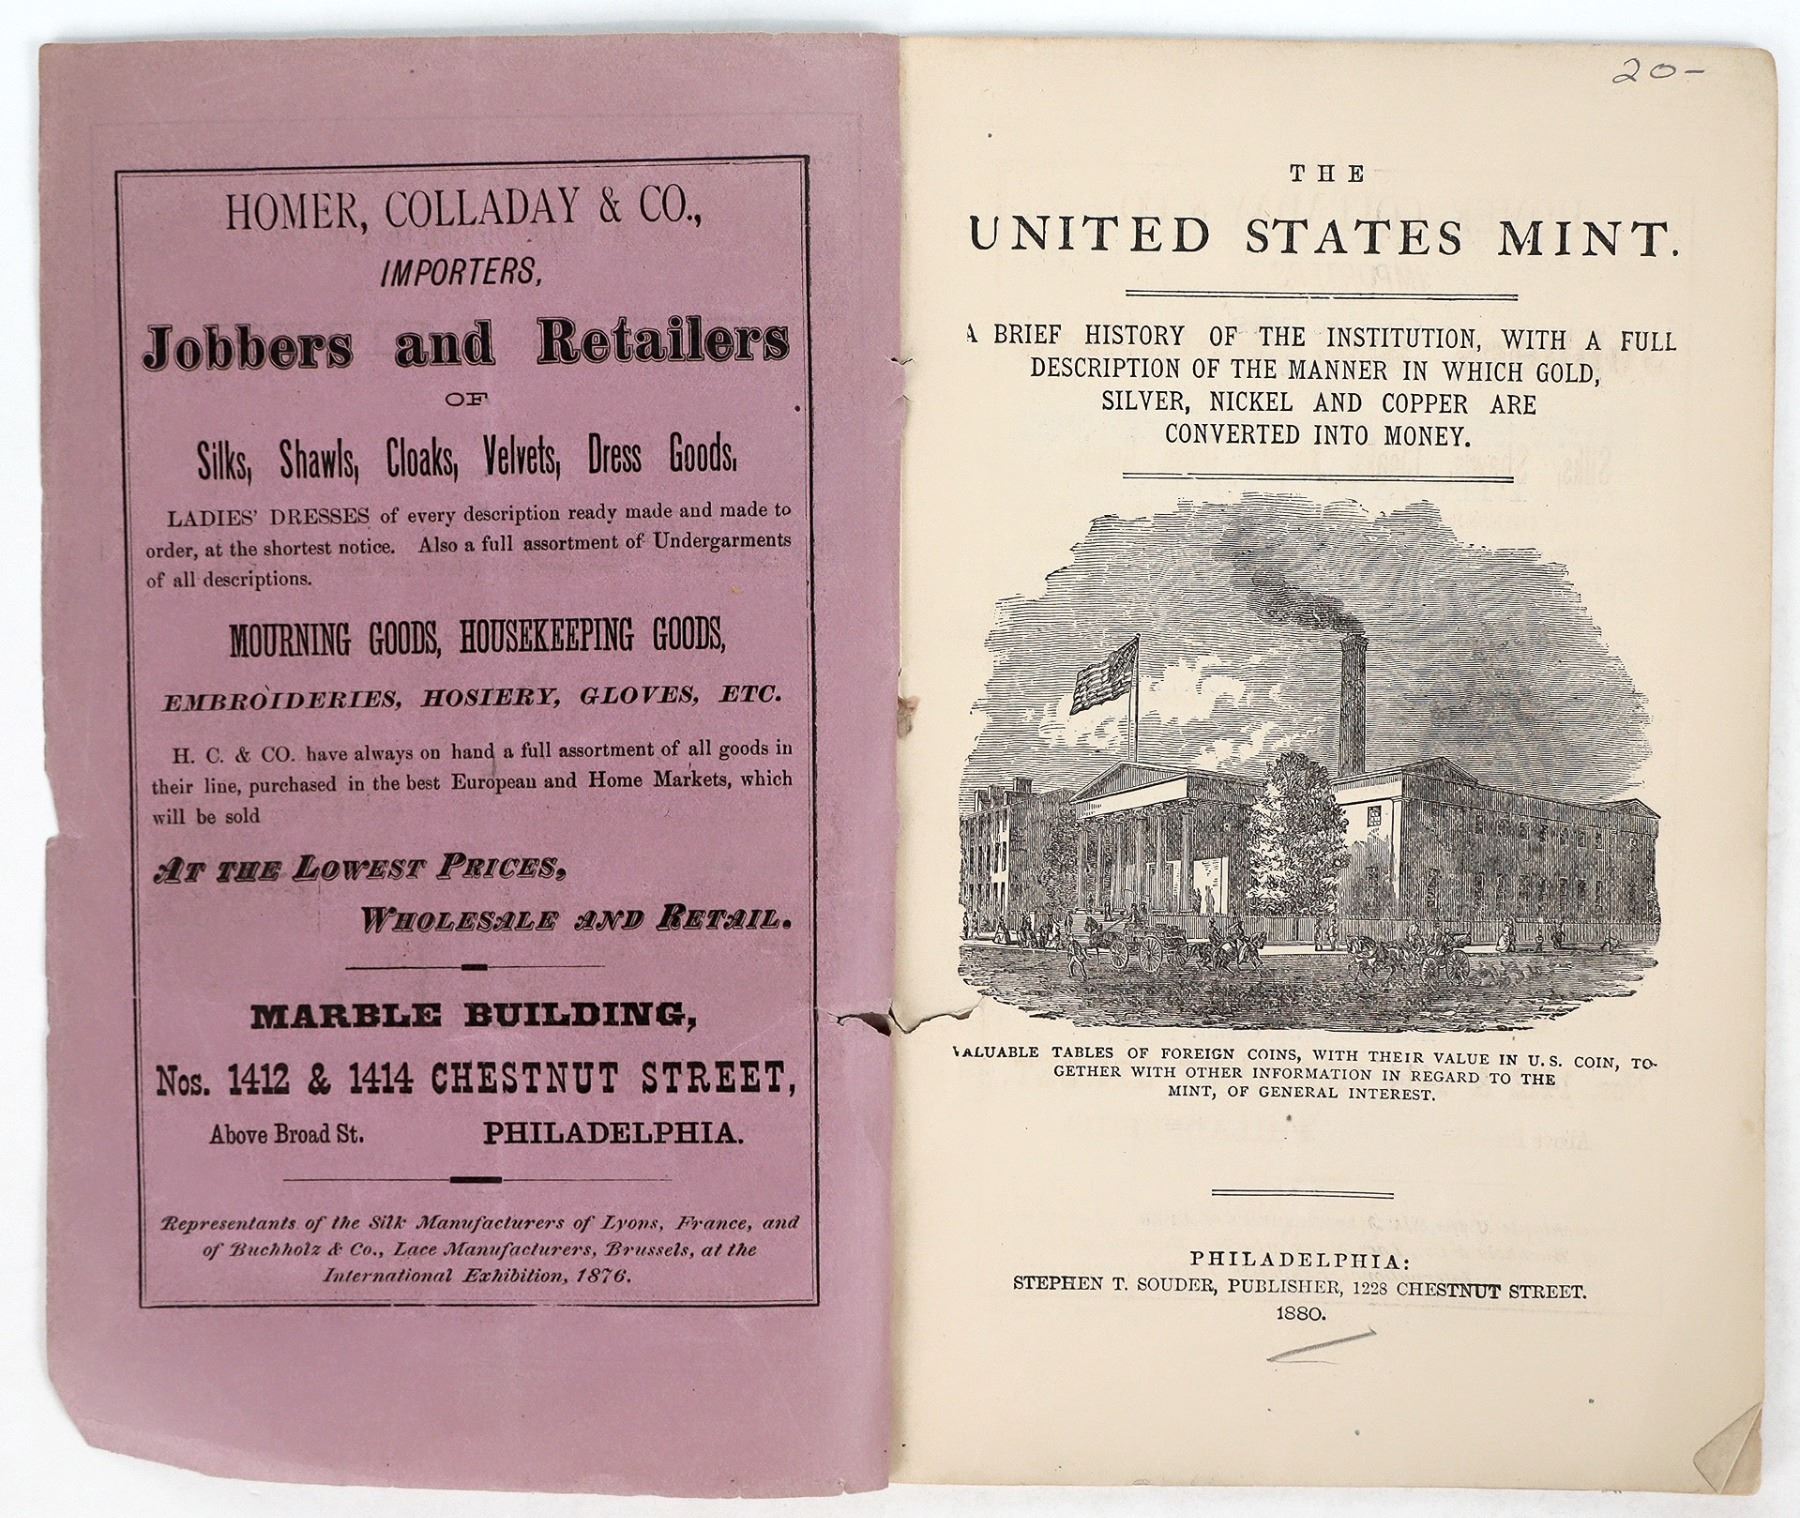 HOMER, COLLADAY & CO.,
IMPORTERS,
Jobbers and Retailers
OF
Silks, Shawls, Cloaks, Velvets, Dress Goods.
LADIES' DRESSES of every description ready made and made to
order, at the shortest notice. Also a full assortment of Undergarments
of all descriptions.
MOURNING GOODS, HOUSEKEEPING GOODS,
EMBROIDERIES, HOSIERY, GLOVES, ETC.
H. C. & CO. have always on hand a full assortment of all goods in
their line, purchased in the best European and Home Markets, which
will be sold
AT THE LOWEST PRICES,
WHOLESALE AND RETAIL.
MARBLE BUILDING,
Nos. 1412 & 1414 CHESTNUT STREET,
Above Broad St. PHILADELPHIA.
Representants of the Silk Manufacturers of Lyons, France, and
of Buchholz & Co., Lace Manufacturers, Brussels, at the
International Exhibition, 1876.
20-
THE
UNITED STATES MINT.
A BRIEF HISTORY OF THE INSTITUTION, WITH A FULL
DESCRIPTION OF THE MANNER IN WHICH GOLD,
SILVER, NICKEL AND COPPER ARE
CONVERTED INTO MONEY.
VALUABLE TABLES OF FOREIGN COINS, WITH THEIR VALUE IN U.S. COIN, TO-
GETHER WITH OTHER INFORMATION IN REGARD TO THE
MINT, OF GENERAL INTEREST.
PHILADELPHIA:
STEPHEN T. SOUDER, PUBLISHER, 1228 CHESTNUT STREET.
1880.